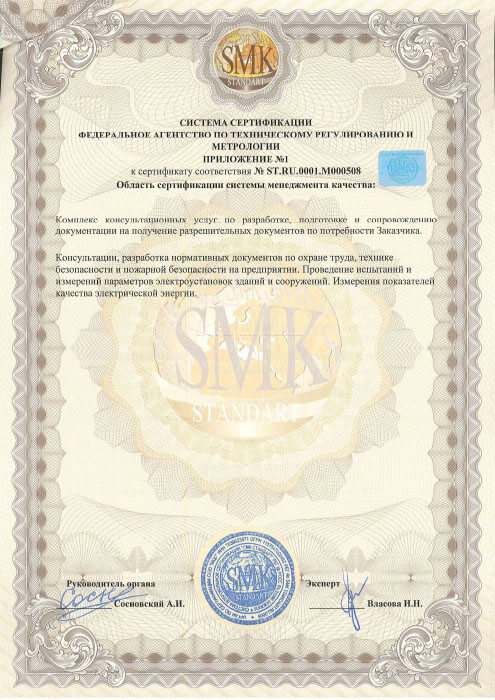 SMK
STANDART
СИСТЕМА СЕРТИФИКАЦИИ
ФЕДЕРАЛЬНОЕ АГЕНТСТВО ПО ТЕХНИЧЕСКОМУ РЕГУЛИРОВАНИЮ И
МЕТРОЛОГИИ
ПРИЛОЖЕНИЕ №1
к сертификату соответствия № ST.RU.0001.M000508
Область сертификации системы менеджмента качества:
SMK
Комплекс консультационных услуг по разработке, подготовке и сопровождению
документации на получение разрешительных документов по потребности Заказчика.
Консультации, разработка нормативных документов по охране труда, технике
безопасности и пожарной безопасности на предприятии. Проведение испытаний и
измерений параметров электроустановок зданий и сооружений. Измерения показателей
качества электрической энергии.
SMK
STANDART
SMK
STANDART
Руководитель органа
Эксперт
Сосновский А.И.
Власова И.Н.